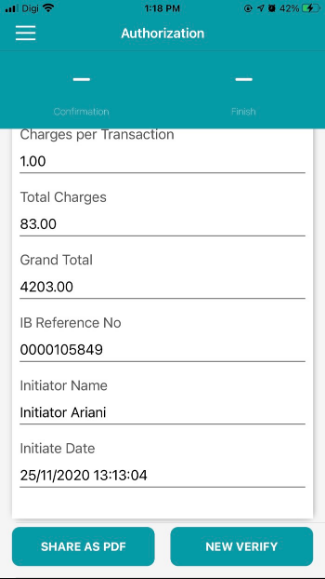 Digi 1:18 PM 42%
Authorization
Confirmation Finish
Charges per Transaction
1.00
Total Charges
83.00
Grand Total
4203.00
IB Reference No
0000105849
Initiator Name
Initiator Ariani
Initiate Date
25/11/2020 13:13:04
SHARE AS PDF NEW VERIFY